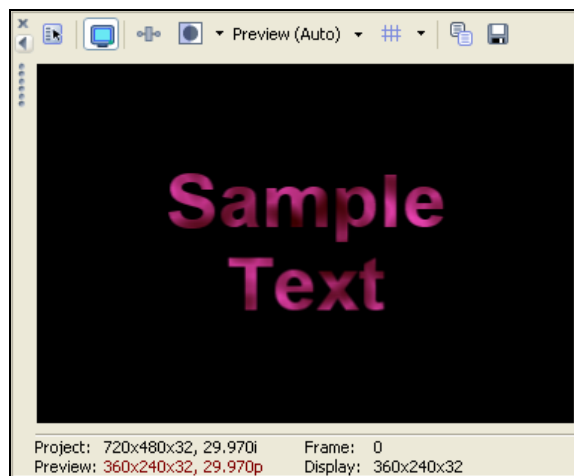 Preview (Auto)
Sample
Text
Project: 720x480x32, 29.970i Frame: 0
Preview: 360x240x32, 29.970p Display: 360x240x32